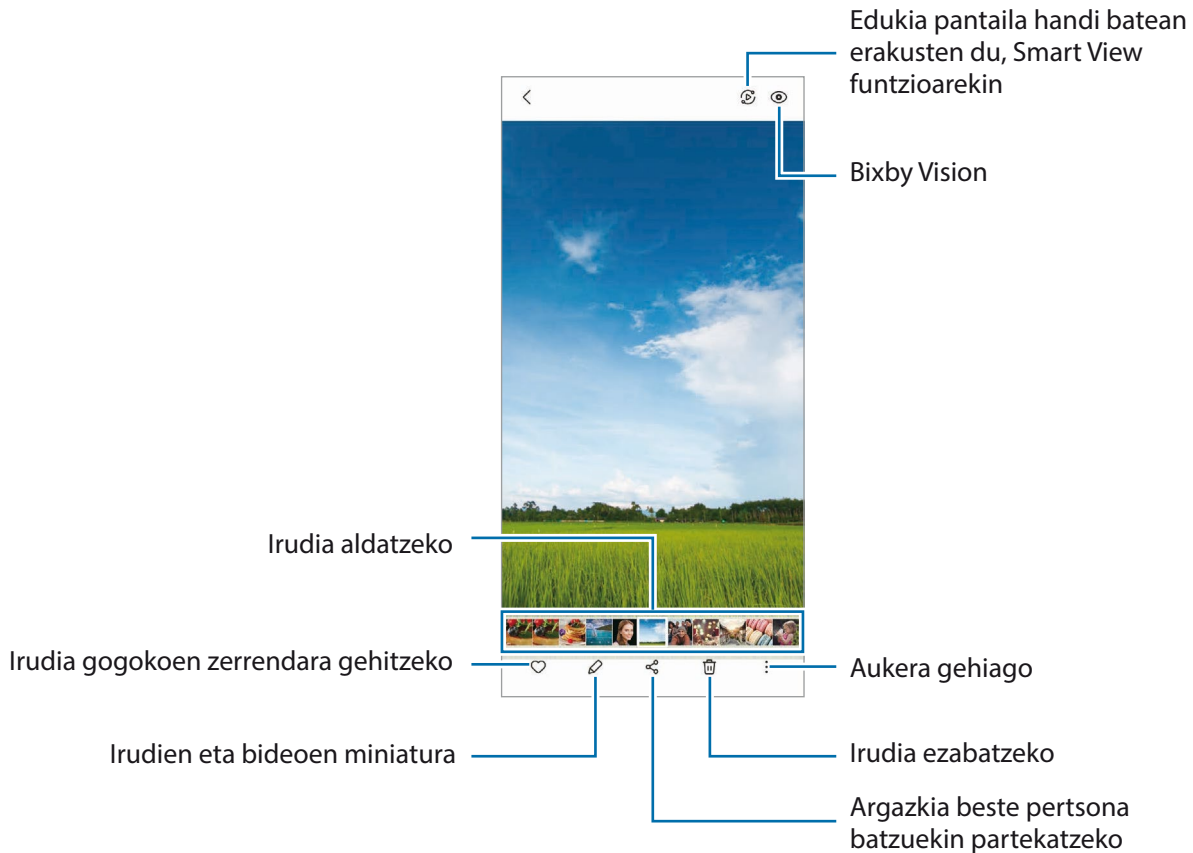 Edukia pantaila handi batean
erakusten du, Smart View
funtzioarekin
Bixby Vision
Irudia aldatzeko
Irudia gogokoen zerrendara gehitzeko
Aukera gehiago
Irudien eta bideoen miniatura
Irudia ezabatzeko
Argazkia beste pertsona
batzuekin partekatzeko